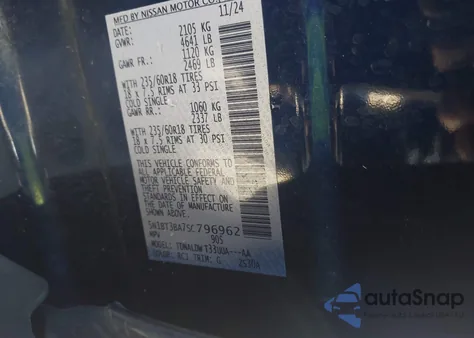 MFD BY NISSAN MOTOR CO.,
DATE: 11/24
GVWR: 2105 KG
4641 LB
GAWR FR.: 1120 KG
2469 LB
WITH 235/60R18 TIRES
18 x 7.5 RIMS AT 33 PSI
COLD SINGLE
GAWR RR.: 1060 KG
2337 LB
WITH 235/60R18 TIRES
18 x 7.5 RIMS AT 30 PSI
COLD SINGLE
THIS VEHICLE CONFORMS TO
ALL APPLICABLE FEDERAL
MOTOR VEHICLE SAFETY AND
THEFT PREVENTION
STANDARDS IN EFFECT ON
THE DATE OF MANUFACTURE
SHOWN ABOVE.
5N1BT3BA7SC796962
MPV 905
MODEL:
COLOR: RCJ TRIM: G
autoSnap